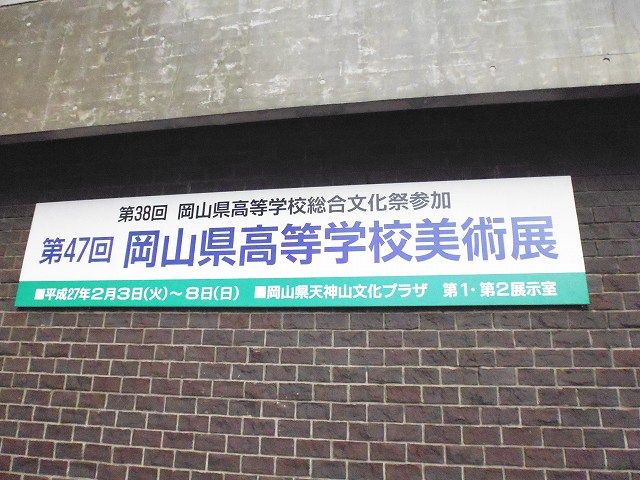 第38回 岡山県高等学校総合文化祭参加
第47回 岡山県高等学校美術展
■平成27年2月3日(火)～8日(日) ■岡山県天神山文化プラザ 第1・第2展示室